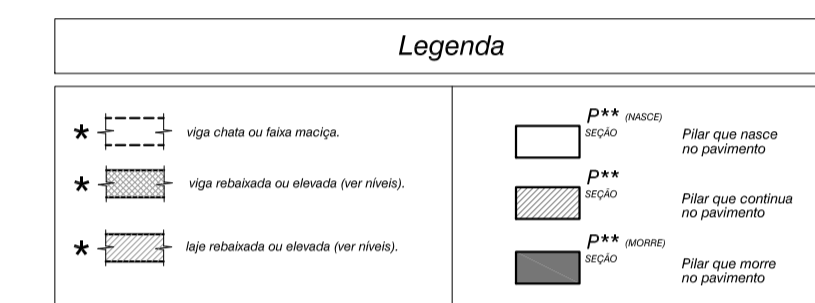 Legenda
* viga chata ou faixa maciça.
* viga rebaixada ou elevada (ver níveis).
* laje rebaixada ou elevada (ver níveis).
P** (NASCE)
SEÇÃO
Pilar que nasce
no pavimento
P**
SEÇÃO
Pilar que continua
no pavimento
P** (MORRE)
SEÇÃO
Pilar que morre
no pavimento